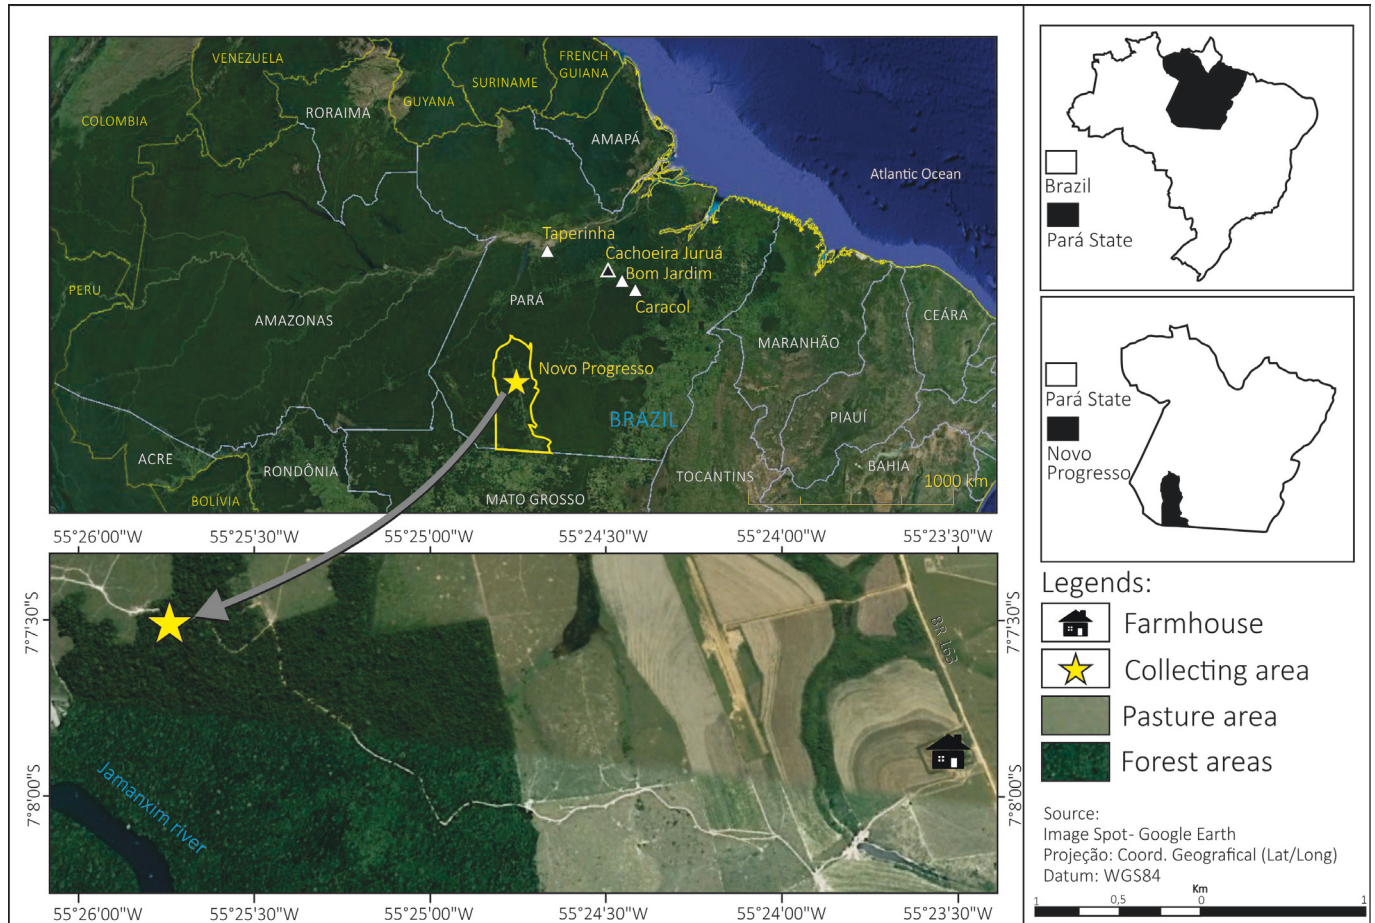 VENEZUELA
FRENCH
GUIANA
SURINAME
GUYANA
RORAIMA
COLOMBIA
AMAPÁ
Atlantic Ocean
Taperinha
Cachoeira Juruá
Bom Jardim
Caracol
PERU
PARÁ
AMAZONAS
CEÁRA
MARANHÃO
Novo Progresso
BRAZIL
PIAUÍ
ACRE
RONDÔNIA
BAHIA
TOCANTINS
BOLÍVIA
MATO GROSSO
1000 km
55°26'00"W 55°25'30"W 55°25'00"W 55°24'30"W 55°24'00"W 55°23'30"W
7°7'30"S
7°7'30"S
BR 163
Jamanxim river
7°8'00"S
7°8'00"S
55°26'00"W 55°25'30"W 55°25'00"W 55°24'30"W 55°24'00"W 55°23'30"W
Brazil
Pará State
Pará State
Novo
Progresso
Legends:
Farmhouse
Collecting area
Pasture area
Forest areas
Source:
Image Spot- Google Earth
Projeção: Coord. Geografical (Lat/Long)
Datum: WGS84
Km
1 0,5 0 1